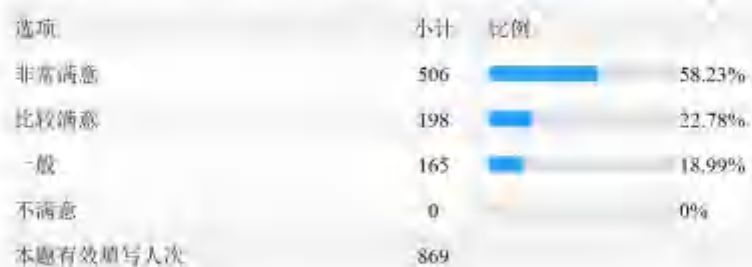 选项 小计 比例
非常满意 506 58.23%
比较满意 198 22.78%
一般 165 18.99%
不满意 0 0%
本题有效填写人次 869